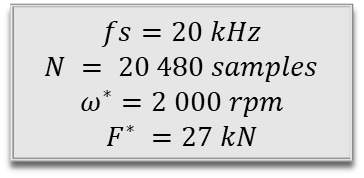 fs = 20 kHz
N = 20 480 samples
ω* = 2 000 rpm
F* = 27 kN